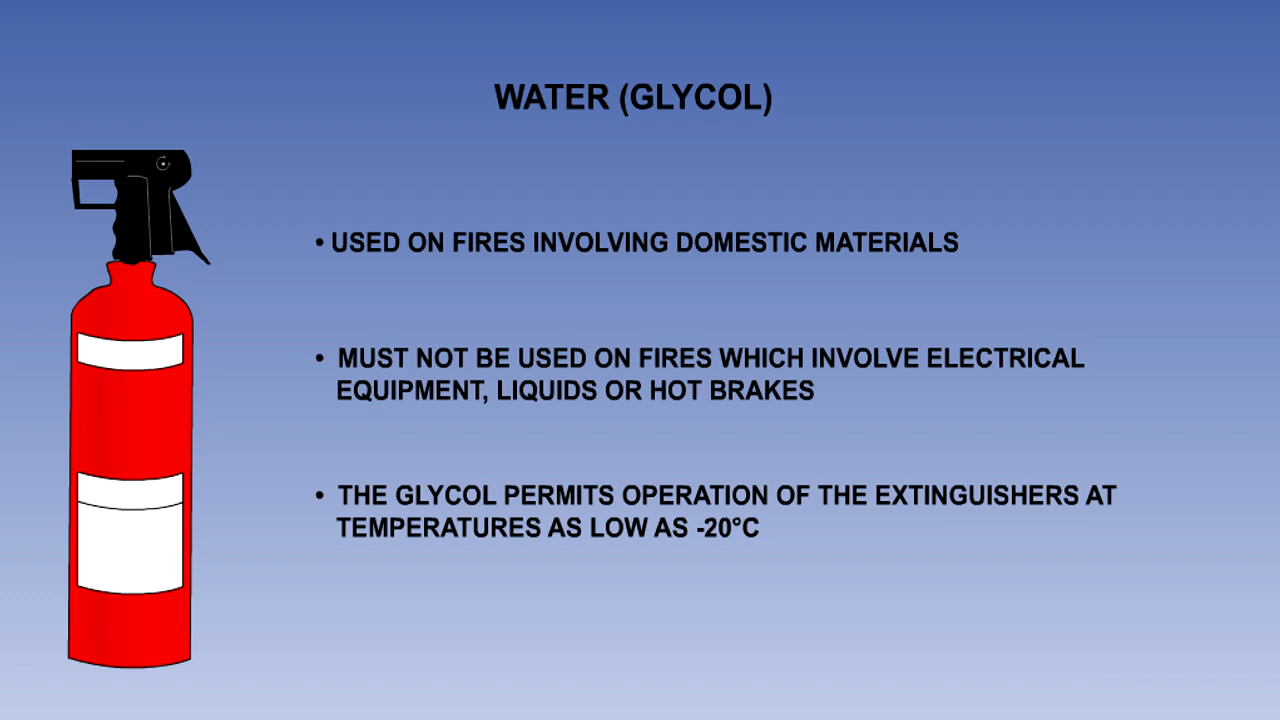 WATER (GLYCOL)
• USED ON FIRES INVOLVING DOMESTIC MATERIALS
• MUST NOT BE USED ON FIRES WHICH INVOLVE ELECTRICAL
EQUIPMENT, LIQUIDS OR HOT BRAKES
• THE GLYCOL PERMITS OPERATION OF THE EXTINGUISHERS AT
TEMPERATURES AS LOW AS -20°C